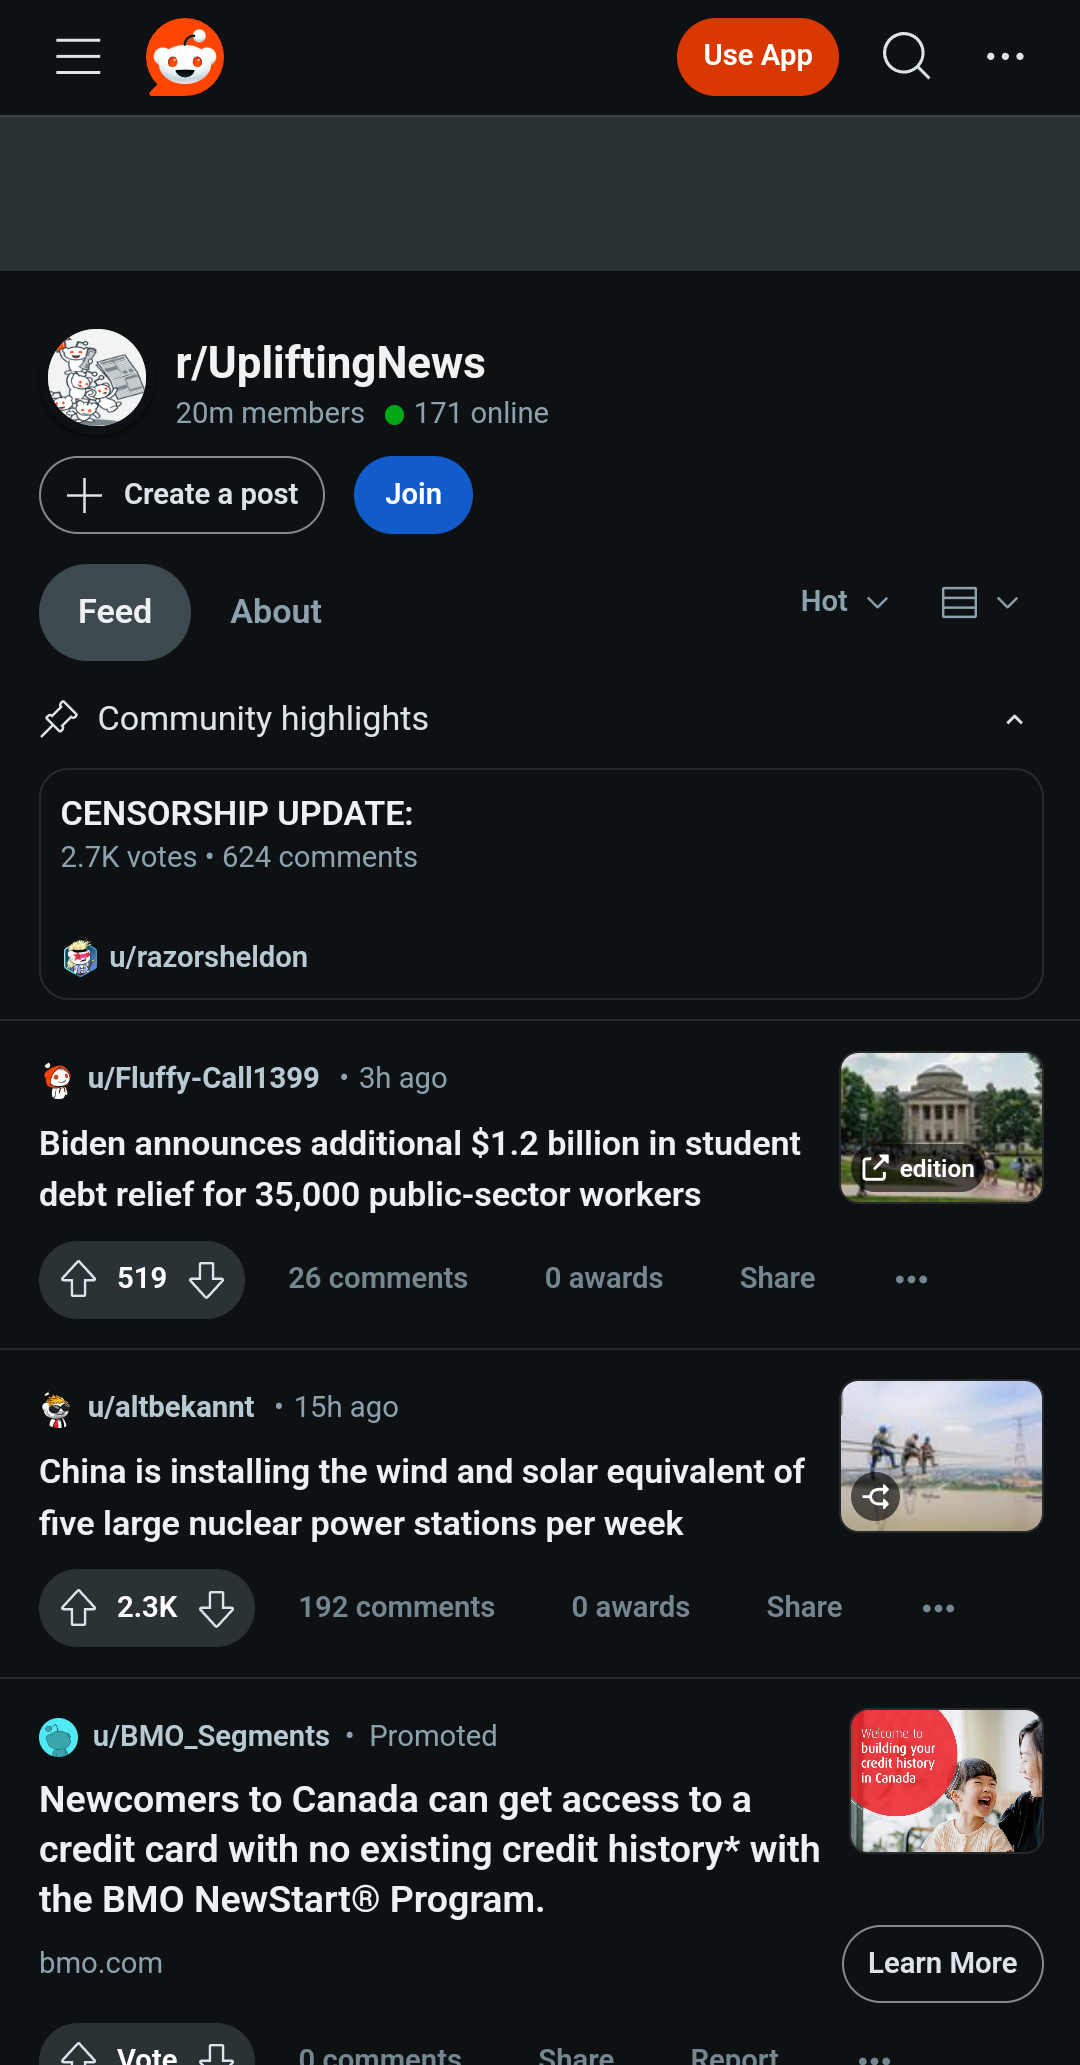 Use App
r/UpliftingNews
20m members 171 online
Create a post
Join
Feed
About
Hot
Community highlights
CENSORSHIP UPDATE:
2.7K votes • 624 comments
u/razorsheldon
u/Fluffy-Call1399 • 3h ago
Biden announces additional $1.2 billion in student
debt relief for 35,000 public-sector workers
edition
519 26 comments 0 awards Share
u/altbekannt • 15h ago
China is installing the wind and solar equivalent of
five large nuclear power stations per week
2.3K 192 comments 0 awards Share
u/BMO_Segments • Promoted
Newcomers to Canada can get access to a
credit card with no existing credit history* with
the BMO NewStart® Program.
Welcome to
building your
credit history
in Canada
bmo.com
Learn More
Vote 0 comments Share Report